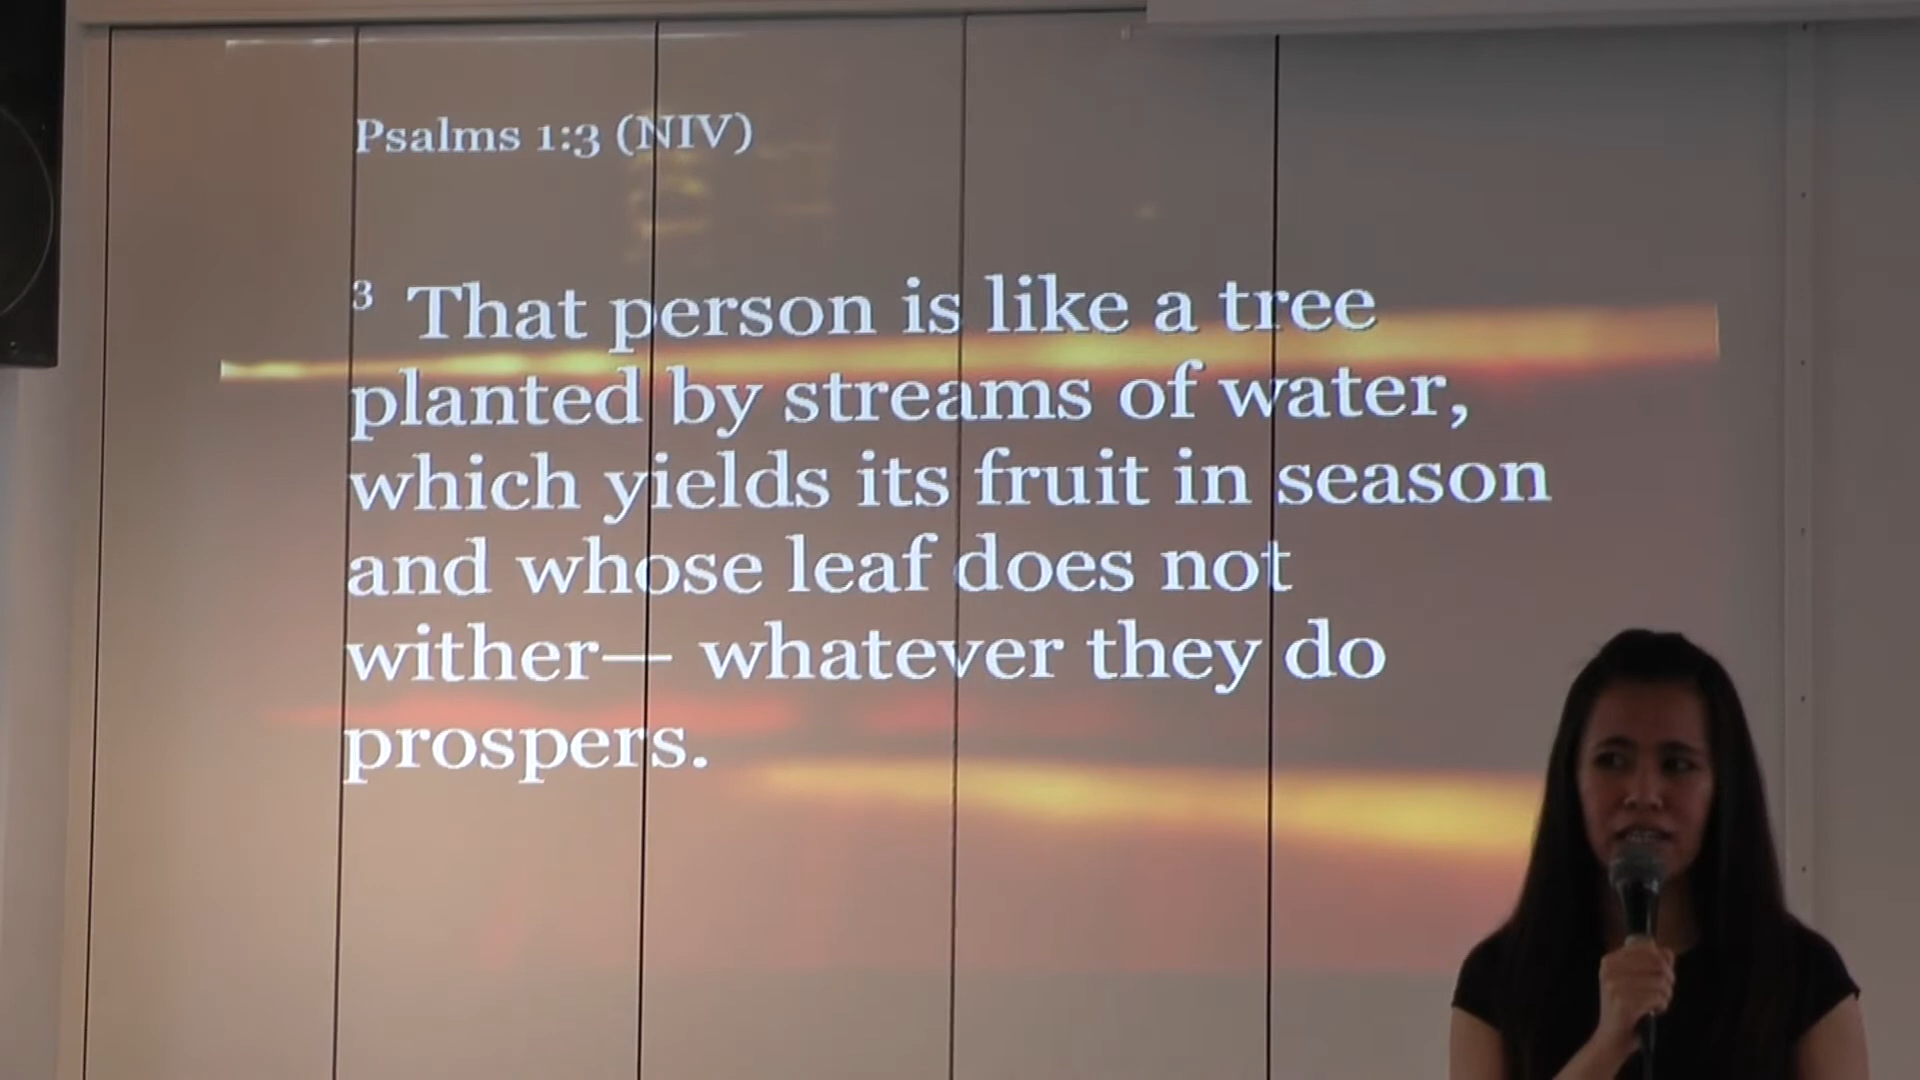 Psalms 1:3 (NIV)
3 That person is like a tree
planted by streams of water,
which yields its fruit in season
and whose leaf does not
wither— whatever they do
prospers.